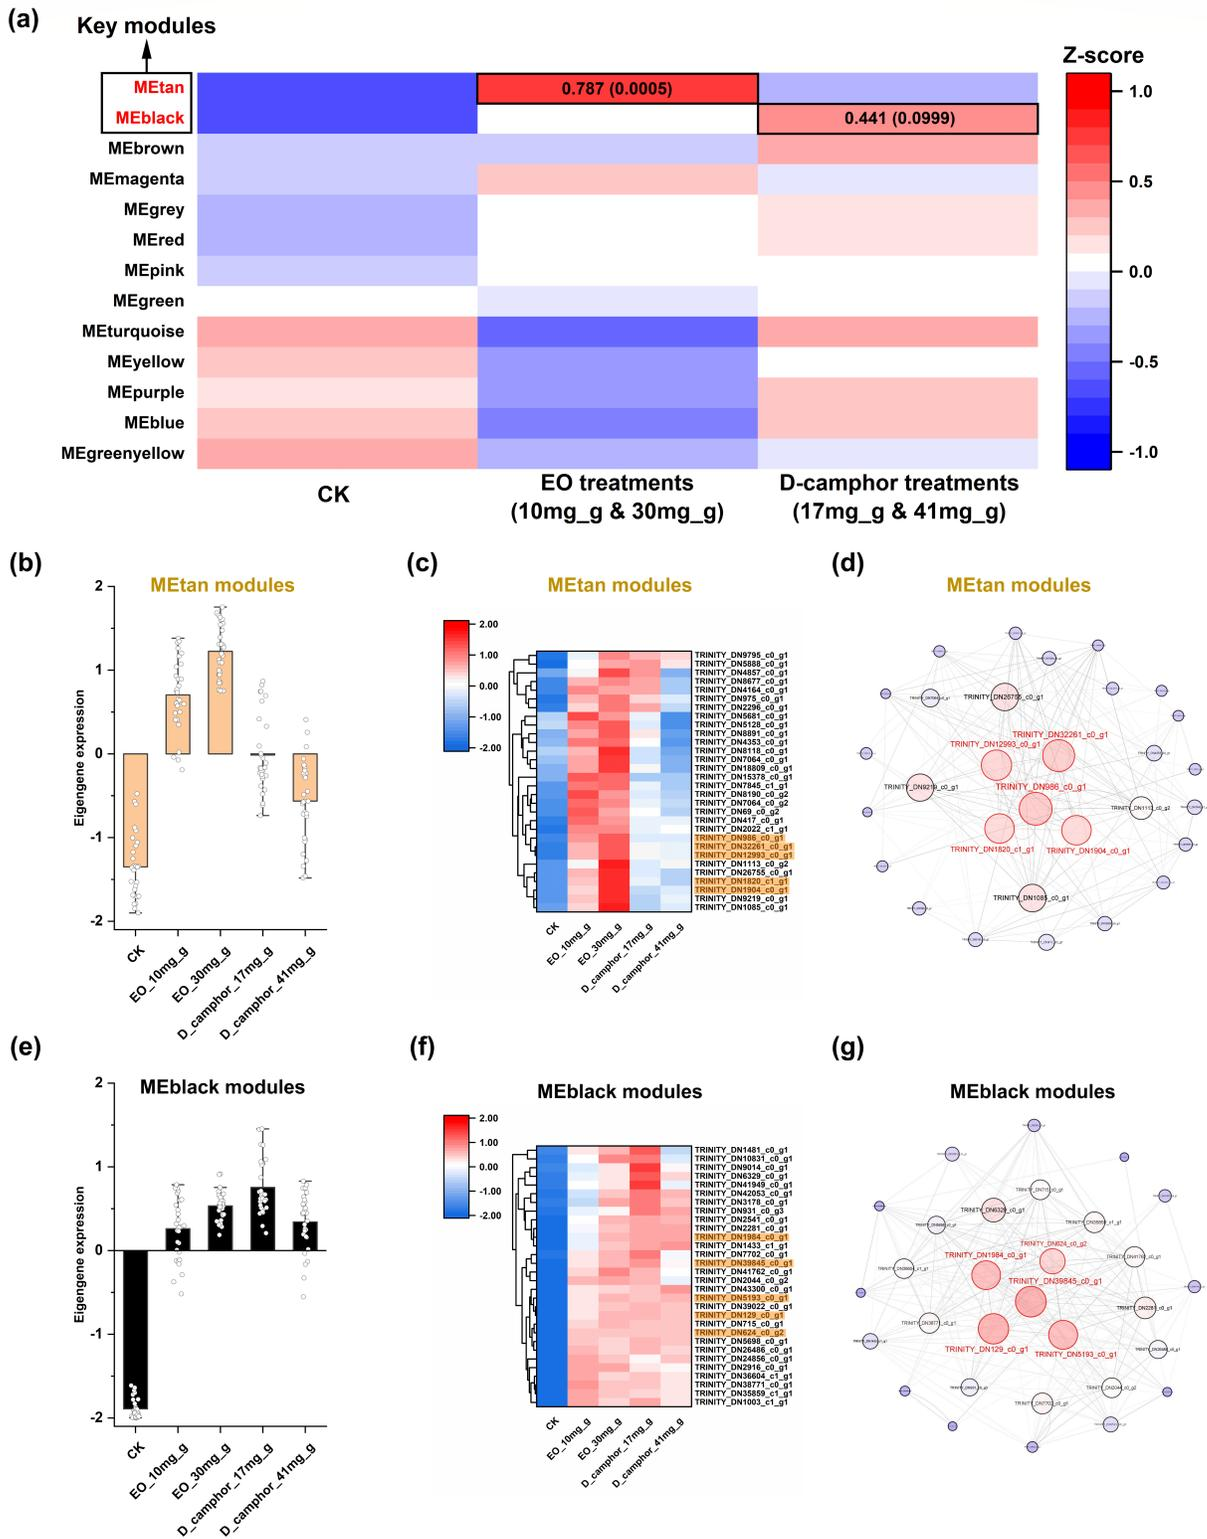 (a)
Key modules
Z-score
MEtan
0.787 (0.0005)
MEblack
0.441 (0.0999)
MEbrown
MEmagenta
MEgrey
MEred
MEpink
MEgreen
MEturquoise
MEyellow
MEpurple
MEblue
MEgreenyellow
1.0
0.5
0.0
-0.5
-1.0
CK
EO treatments
(10mg_g & 30mg_g)
D-camphor treatments
(17mg_g & 41mg_g)
(b)
MEtan modules
Eigengene expression
2
1
0
-1
-2
CK
EO_10mg_g
EO_30mg_g
D_camphor_17mg_g
D_camphor_41mg_g
(c)
MEtan modules
2.00
1.00
0.00
-1.00
-2.00
TRINITY_DN9795_c0_g1
TRINITY_DN5888_c0_g1
TRINITY_DN4857_c0_g1
TRINITY_DN8677_c0_g1
TRINITY_DN4164_c0_g1
TRINITY_DN975_c0_g1
TRINITY_DN2296_c0_g1
TRINITY_DN5681_c0_g1
TRINITY_DN5128_c0_g1
TRINITY_DN8891_c0_g1
TRINITY_DN4353_c0_g1
TRINITY_DN8118_c0_g1
TRINITY_DN7064_c0_g1
TRINITY_DN18809_c0_g1
TRINITY_DN15378_c0_g1
TRINITY_DN7845_c1_g1
TRINITY_DN8190_c0_g2
TRINITY_DN7064_c0_g2
TRINITY_DN69_c0_g2
TRINITY_DN417_c0_g1
TRINITY_DN2022_c1_g1
TRINITY_DN986_c0_g1
TRINITY_DN32261_c0_g1
TRINITY_DN12993_c0_g1
TRINITY_DN1113_c0_g2
TRINITY_DN26755_c0_g1
TRINITY_DN1820_c1_g1
TRINITY_DN1904_c0_g1
TRINITY_DN9219_c0_g1
TRINITY_DN1085_c0_g1
CK
EO_10mg_g
EO_30mg_g
D_camphor_17mg_g
D_camphor_41mg_g
(d)
MEtan modules
TRINITY_DN26755_c0_g1
TRINITY_DN32261_c0_g1
TRINITY_DN12993_c0_g1
TRINITY_DN9219_c0_g1
TRINITY_DN986_c0_g1
TRINITY_DN1113_c0_g2
TRINITY_DN1820_c1_g1
TRINITY_DN1904_c0_g1
TRINITY_DN1085_c0_g1
(e)
MEblack modules
Eigengene expression
2
1
0
-1
-2
CK
EO_10mg_g
EO_30mg_g
D_camphor_17mg_g
D_camphor_41mg_g
(f)
MEblack modules
2.00
1.00
0.00
-1.00
-2.00
TRINITY_DN1481_c0_g1
TRINITY_DN10831_c0_g1
TRINITY_DN9014_c0_g1
TRINITY_DN6329_c0_g1
TRINITY_DN41949_c0_g1
TRINITY_DN42053_c0_g1
TRINITY_DN3178_c0_g1
TRINITY_DN931_c0_g3
TRINITY_DN2541_c0_g1
TRINITY_DN2281_c0_g1
TRINITY_DN1984_c0_g1
TRINITY_DN1433_c1_g1
TRINITY_DN7702_c0_g1
TRINITY_DN39845_c0_g1
TRINITY_DN41762_c0_g1
TRINITY_DN2044_c0_g2
TRINITY_DN43300_c0_g1
TRINITY_DN5193_c0_g1
TRINITY_DN39022_c0_g1
TRINITY_DN129_c0_g1
TRINITY_DN715_c0_g1
TRINITY_DN624_c0_g2
TRINITY_DN5698_c0_g1
TRINITY_DN26486_c0_g1
TRINITY_DN24856_c0_g1
TRINITY_DN2916_c0_g1
TRINITY_DN36604_c1_g1
TRINITY_DN38771_c0_g1
TRINITY_DN35859_c1_g1
TRINITY_DN1003_c1_g1
CK
EO_10mg_g
EO_30mg_g
D_camphor_17mg_g
D_camphor_41mg_g
(g)
MEblack modules
TRINITY_DN715_c0_g1
TRINITY_DN6329_c0_g1
TRINITY_DN624_c0_g2
TRINITY_DN1984_c0_g1
TRINITY_DN41762_c0_g1
TRINITY_DN39845_c0_g1
TRINITY_DN2281_c0_g1
TRINITY_DN38771_c0_g1
TRINITY_DN129_c0_g1
TRINITY_DN5193_c0_g1
TRINITY_DN2044_c0_g2
TRINITY_DN7702_c0_g1